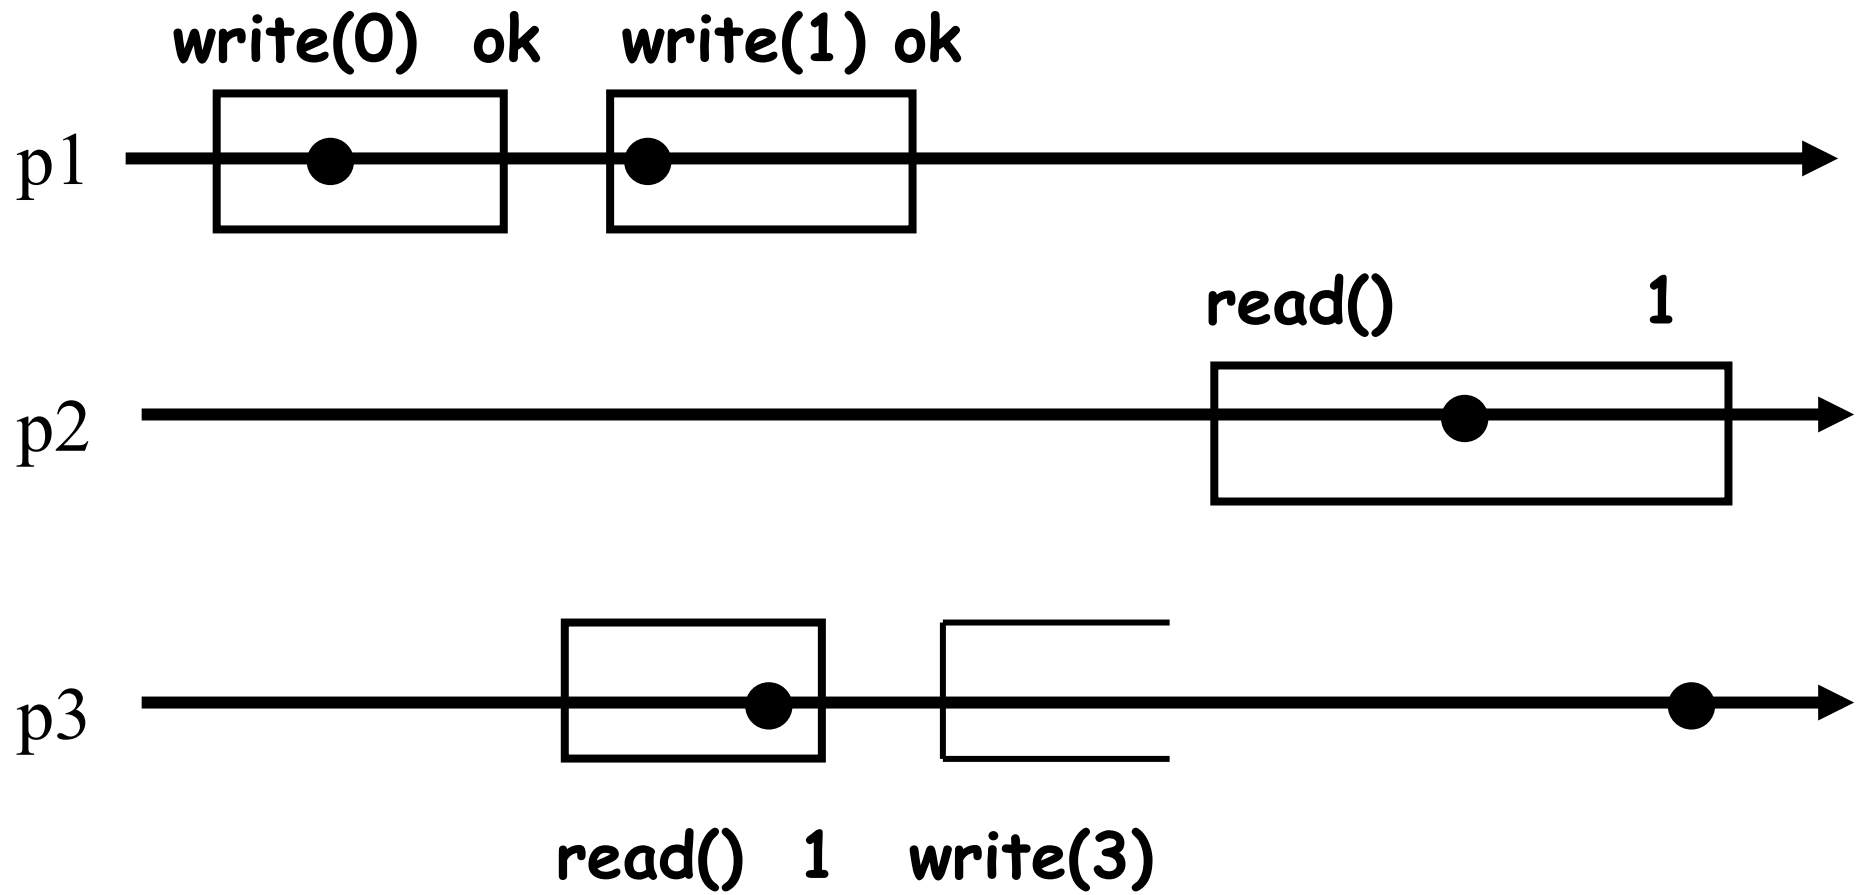 write(0) ok write(1) ok
p1
read() 1
p2
p3
read() 1 write(3)